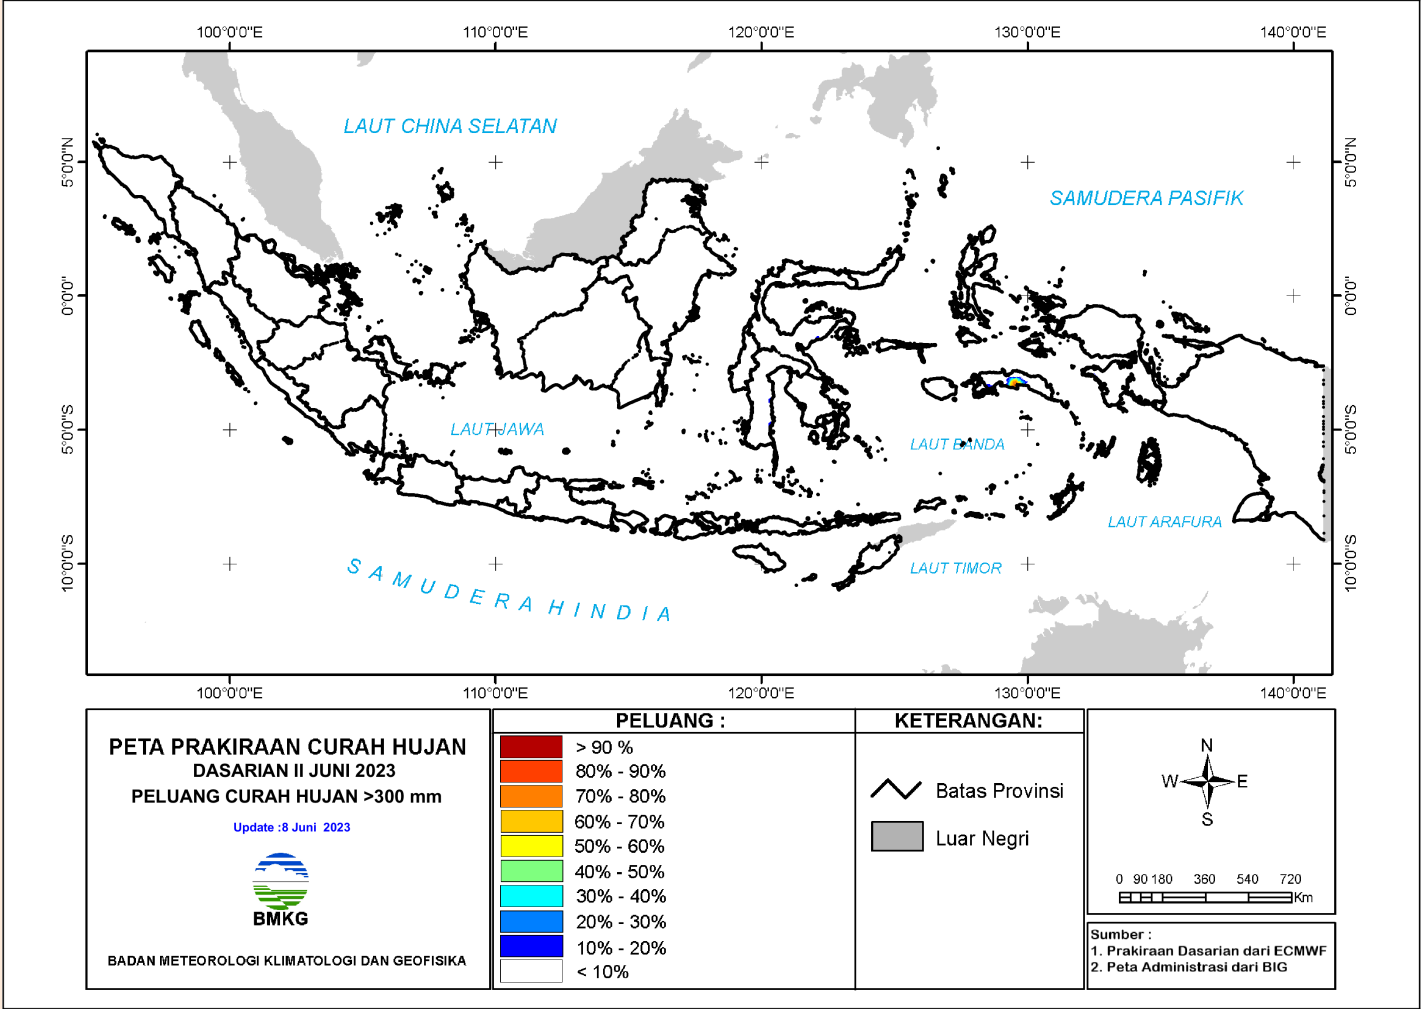 100°0'0"E 110°0'0"E 120°0'0"E 130°0'0"E 140°0'0"E
5°0'0"N 5°0'0"N
0°0'0" 0°0'0"
5°0'0"S 5°0'0"S
10°0'0"S 10°0'0"S
LAUT CHINA SELATAN
SAMUDERA PASIFIK
LAUT JAWA
LAUT BANDA
LAUT ARAFURA
LAUT TIMOR
SAMUDERA HINDIA
100°0'0"E 110°0'0"E 120°0'0"E 130°0'0"E 140°0'0"E
PETA PRAKIRAAN CURAH HUJAN
DASARIAN II JUNI 2023
PELUANG CURAH HUJAN >300 mm
Update :8 Juni 2023
BMKG
BADAN METEOROLOGI KLIMATOLOGI DAN GEOFISIKA
PELUANG :
> 90 %
80% - 90%
70% - 80%
60% - 70%
50% - 60%
40% - 50%
30% - 40%
20% - 30%
10% - 20%
< 10%
KETERANGAN:
Batas Provinsi
Luar Negri
N
W E
S
0 90 180 360 540 720
Km
Sumber :
1. Prakiraan Dasarian dari ECMWF
2. Peta Administrasi dari BIG